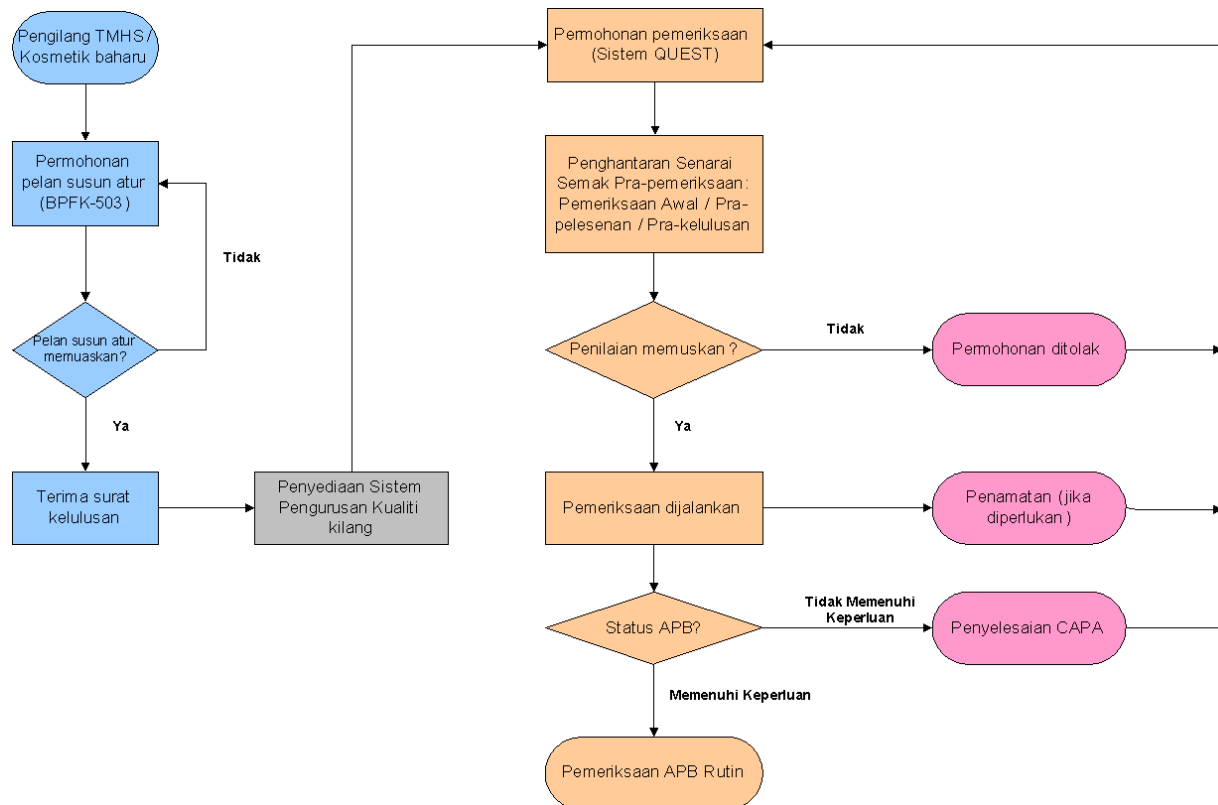 Pengilang TMHS /
Kosmetik baharu
Permohonan
pelan susun atur
(BPFK-503)
Tidak
Pelan susun atur
memuaskan?
Ya
Terima surat
kelulusan
Penyediaan Sistem
Pengurusan Kualiti
kilang
Permohonan pemeriksaan
(Sistem QUEST)
Penghantaran Senarai
Semak Pra-pemeriksaan:
Pemeriksaan Awal / Pra-
pelesenan / Pra-kelulusan
Penilaian memuskan ?
Tidak
Permohonan ditolak
Ya
Pemeriksaan dijalankan
Penamatan (jika
diperlukan )
Status APB?
Tidak Memenuhi
Keperluan
Penyelesaian CAPA
Memenuhi Keperluan
Pemeriksaan APB Rutin